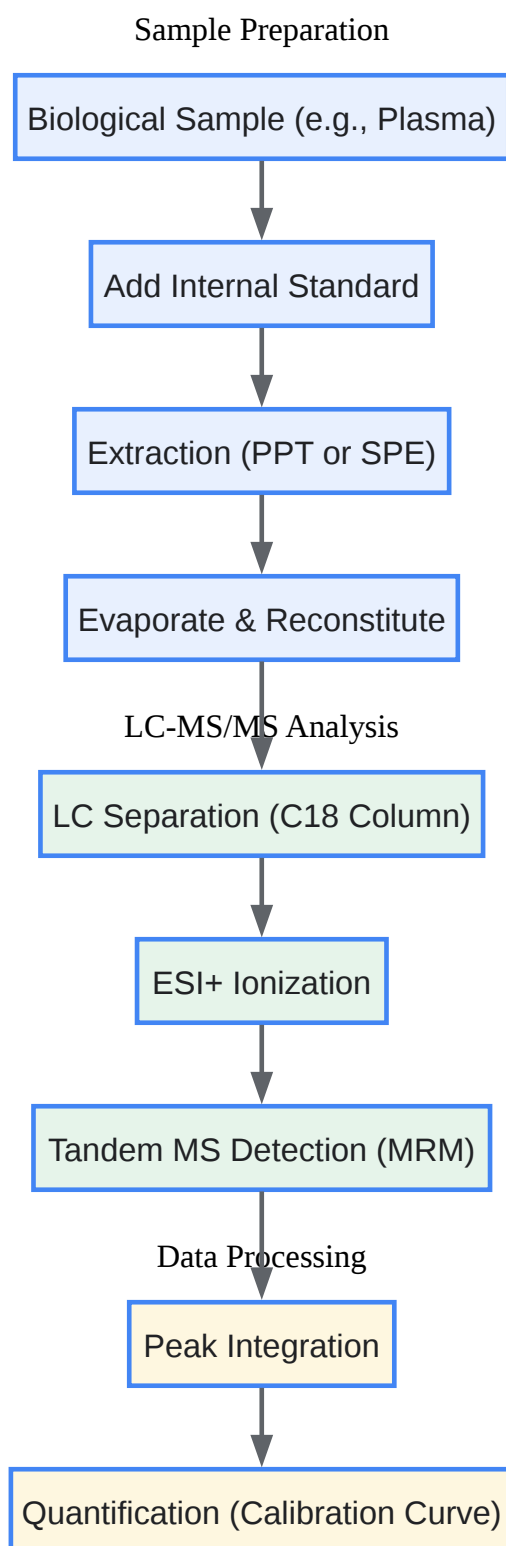 Sample Preparation
Biological Sample (e.g., Plasma)
Add Internal Standard
Extraction (PPT or SPE)
Evaporate & Reconstitute
LC-MS/MS Analysis
LC Separation (C18 Column)
ESI+ Ionization
Tandem MS Detection (MRM)
Data Processing
Peak Integration
Quantification (Calibration Curve)